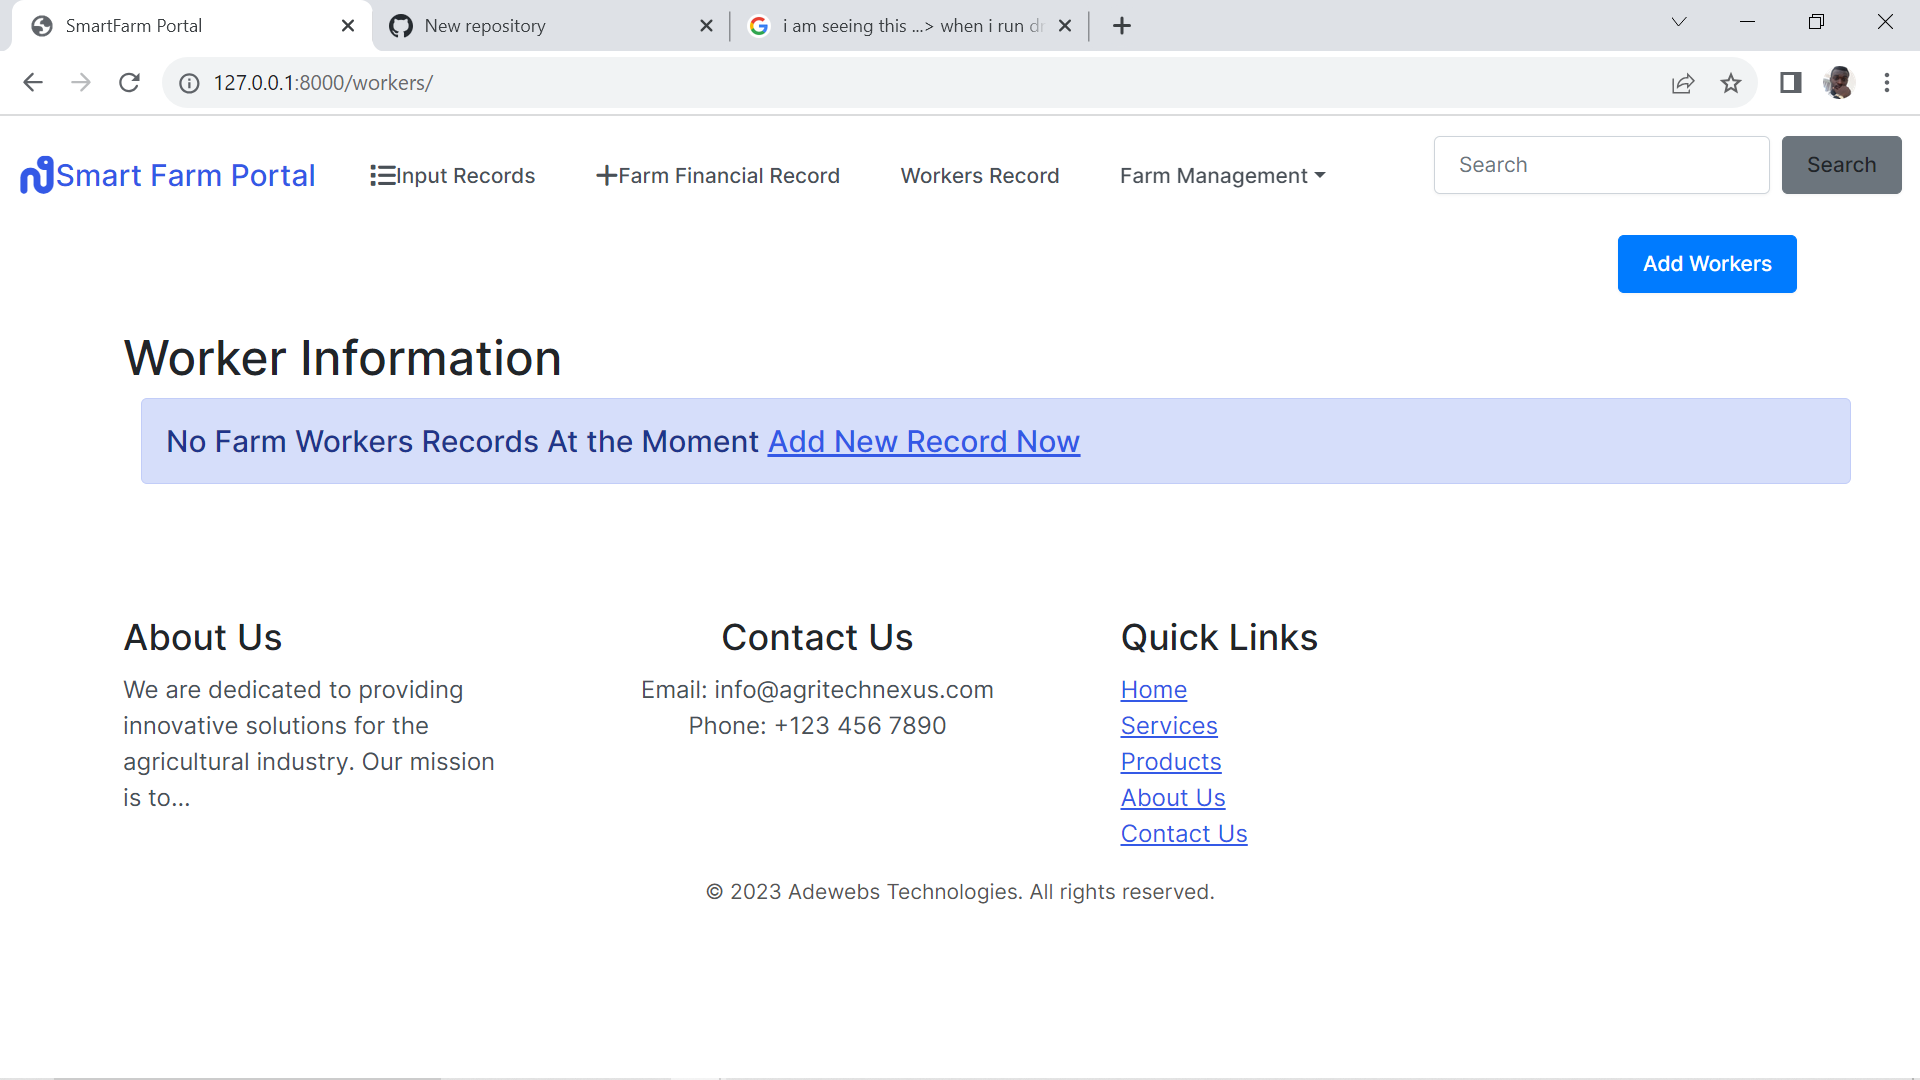 SmartFarm Portal
New repository
i am seeing this ...> when i run dr
127.0.0.1:8000/workers/
Smart Farm Portal
Input Records
Farm Financial Record
Workers Record
Farm Management
Search
Search
Add Workers
Worker Information
No Farm Workers Records At the Moment Add New Record Now
About Us
We are dedicated to providing
innovative solutions for the
agricultural industry. Our mission
is to...
Contact Us
Email: info@agritechnexus.com
Phone: +123 456 7890
Quick Links
Home
Services
Products
About Us
Contact Us
© 2023 Adewebs Technologies. All rights reserved.